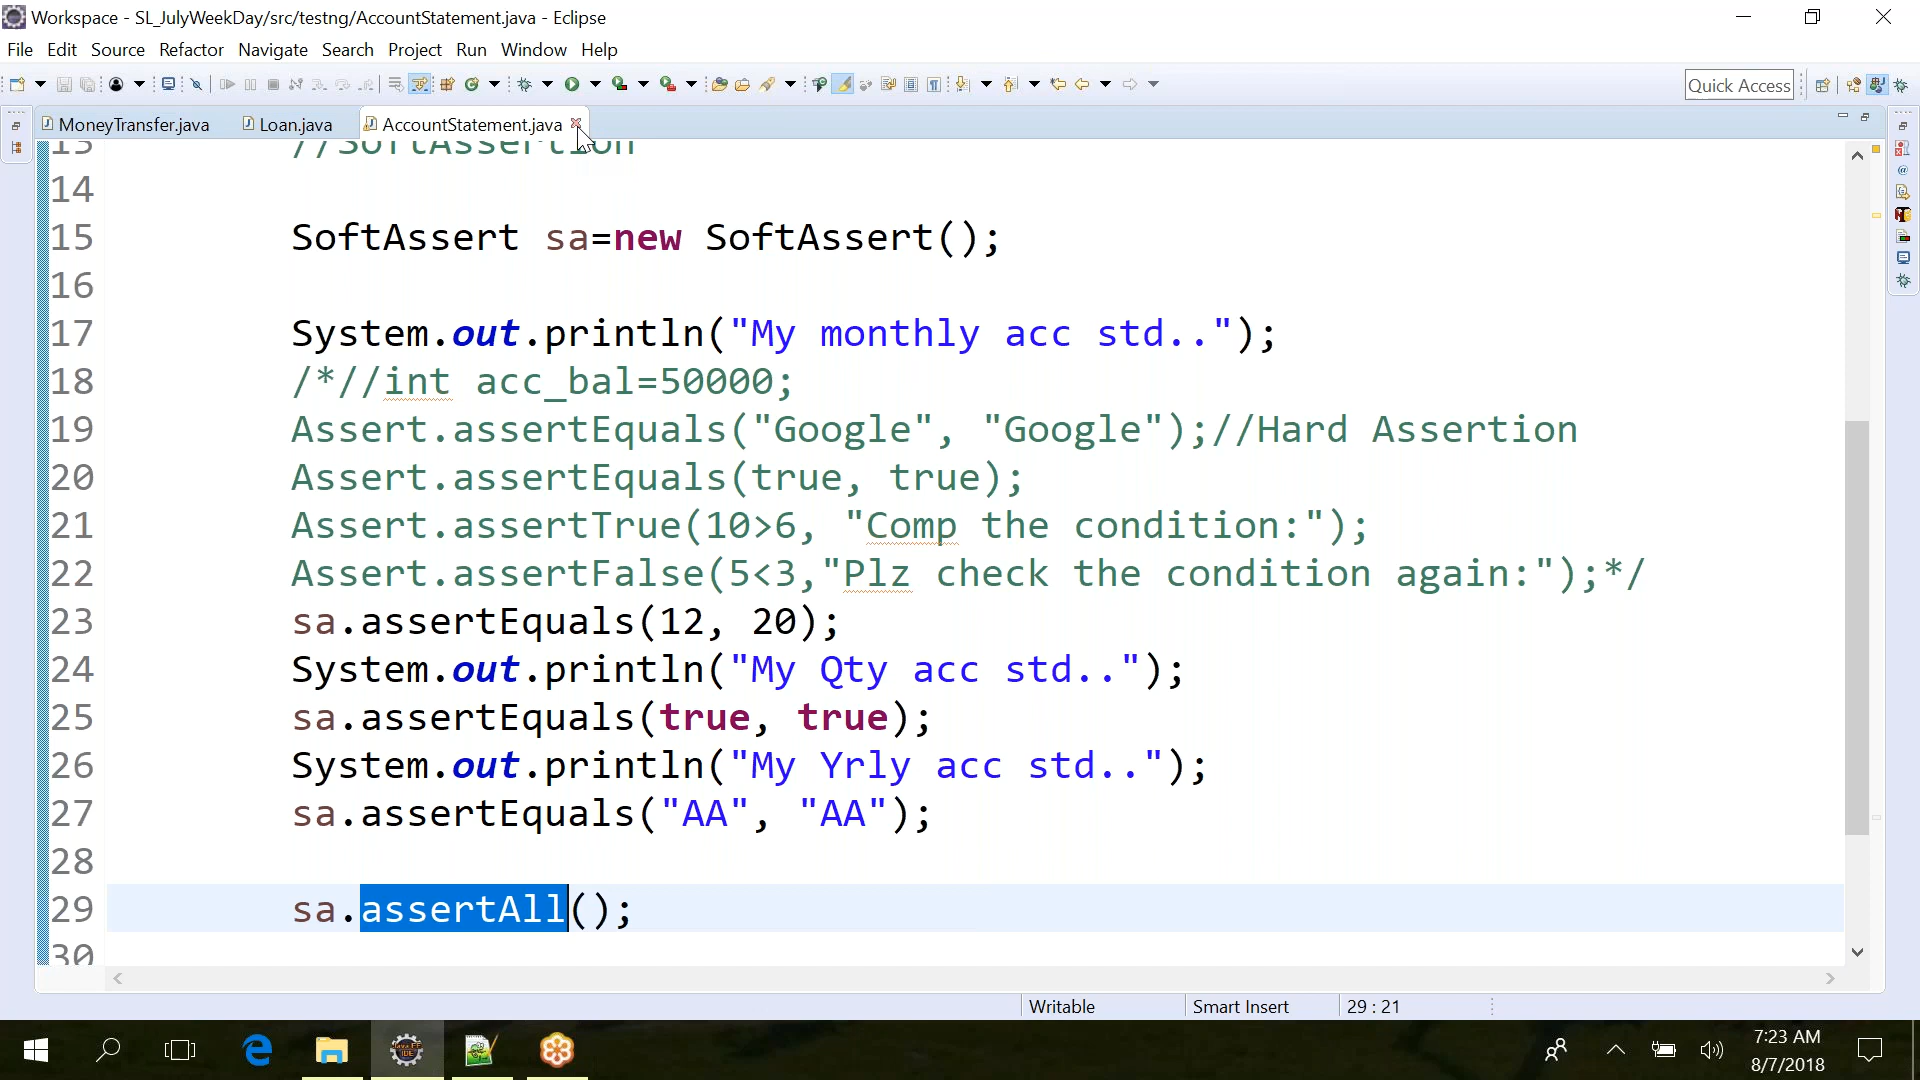 Workspace - SL_JulyWeekDay/src/testng/AccountStatement.java - Eclipse
File Edit Source Refactor Navigate Search Project Run Window Help
Quick Access
MoneyTransfer.java Loan.java AccountStatement.java
13 //SoftAssertion
14
15 SoftAssert sa=new SoftAssert();
16
17 System.out.println("My monthly acc std..");
18 /*//int acc_bal=50000;
19 Assert.assertEquals("Google", "Google");//Hard Assertion
20 Assert.assertEquals(true, true);
21 Assert.assertTrue(10>6, "Comp the condition:");
22 Assert.assertFalse(5<3,"Plz check the condition again:");*/
23 sa.assertEquals(12, 20);
24 System.out.println("My Qty acc std..");
25 sa.assertEquals(true, true);
26 System.out.println("My Yrly acc std..");
27 sa.assertEquals("AA", "AA");
28
29 sa.assertAll();
30
Writable Smart Insert 29 : 21
7:23 AM
8/7/2018